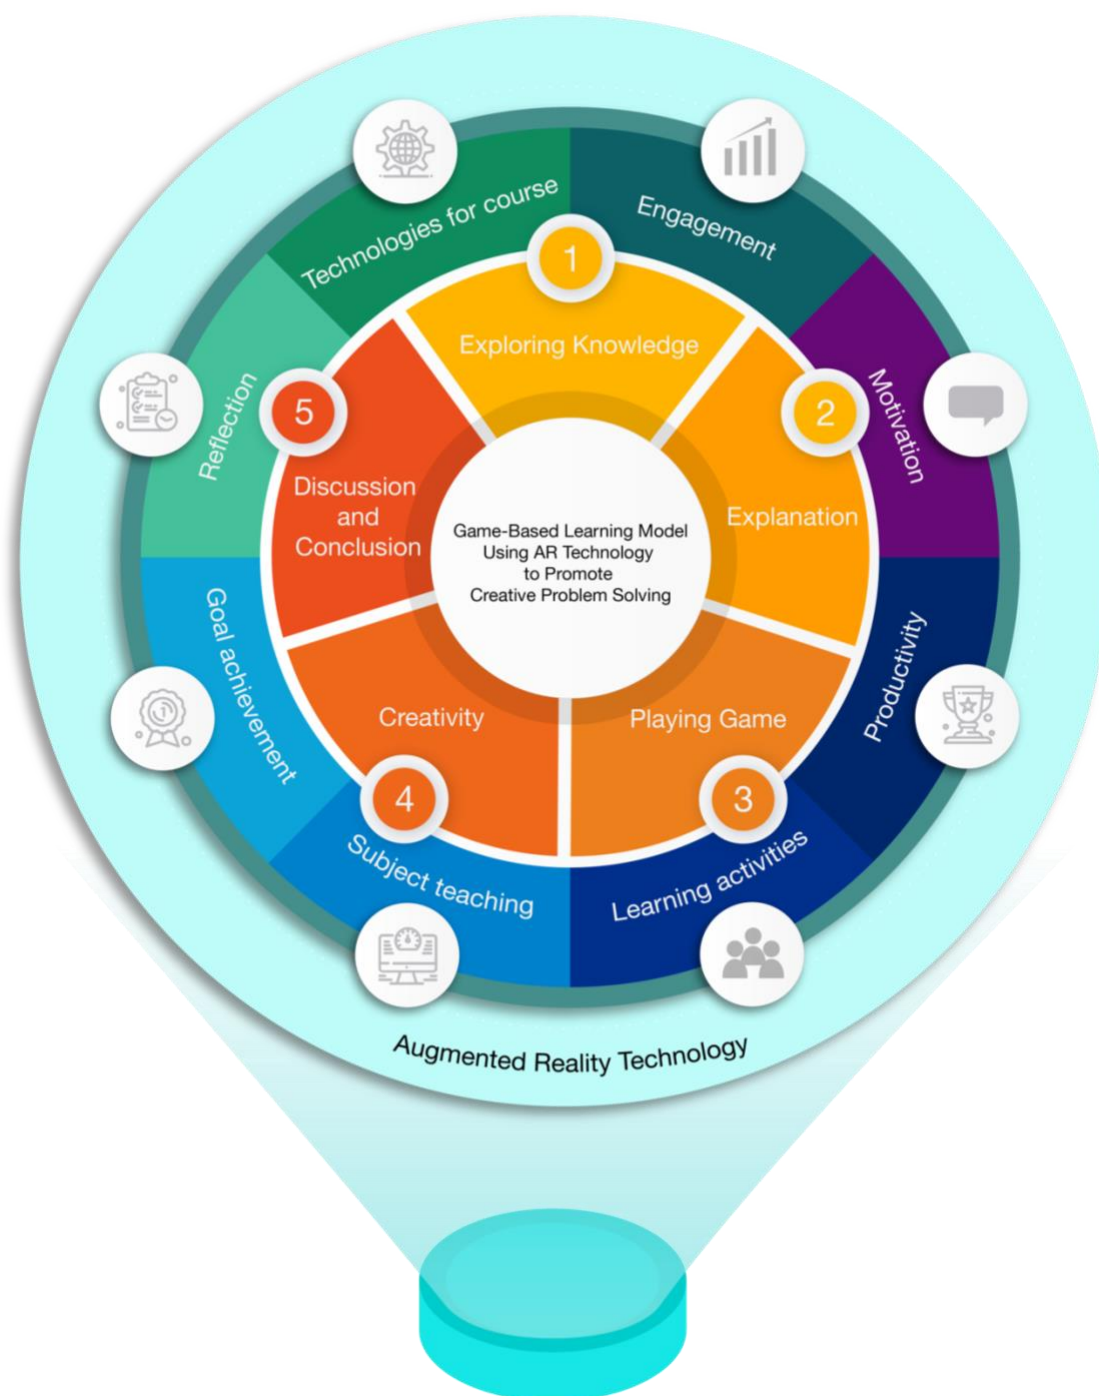 Technologies for course
Engagement
Motivation
Productivity
Learning activities
Subject teaching
Goal achievement
Reflection
1
Exploring Knowledge
2
Explanation
3
Playing Game
4
Creativity
5
Discussion
and
Conclusion
Game-Based Learning Model
Using AR Technology
to Promote
Creative Problem Solving
Augmented Reality Technology
1